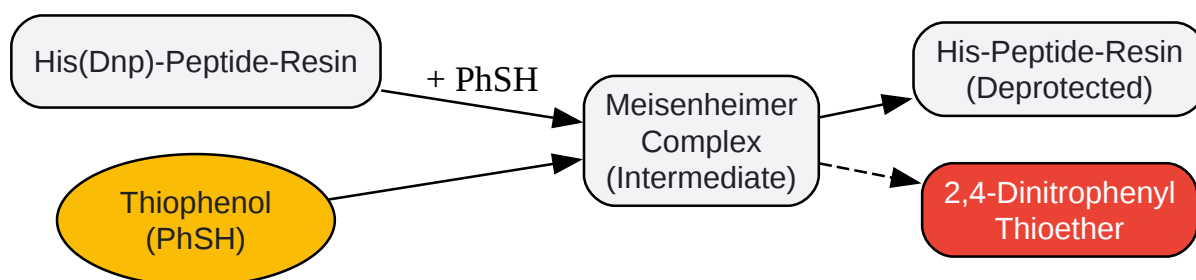 His(Dnp)-Peptide-Resin
+ PhSH
Thiophenol
(PhSH)
Meisenheimer
Complex
(Intermediate)
His-Peptide-Resin
(Deprotected)
2,4-Dinitrophenyl
Thioether